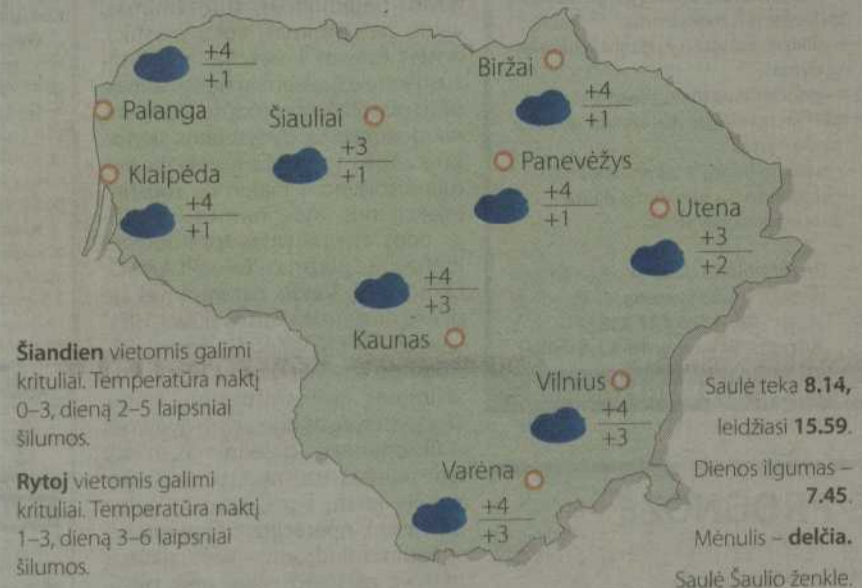 +4
+1
Palanga
Klaipėda
+4
+1
Šiauliai
+3
+1
Biržai
+4
+1
Panevėžys
+4
+1
Utena
+3
+2
+4
+3
Kaunas
Vilnius
+4
+3
Varėna
+4
+3
Šiandien vietomis galimi
krituliai. Temperatūra naktį
0–3, dieną 2–5 laipsniai
šilumos.
Rytoj vietomis galimi
krituliai. Temperatūra naktį
1–3, dieną 3–6 laipsniai
šilumos.
Saulė teka 8.14,
leidžiasi 15.59.
Dienos ilgumas –
7.45.
Mėnulis – delčia.
Saulė Šaulio ženkle.